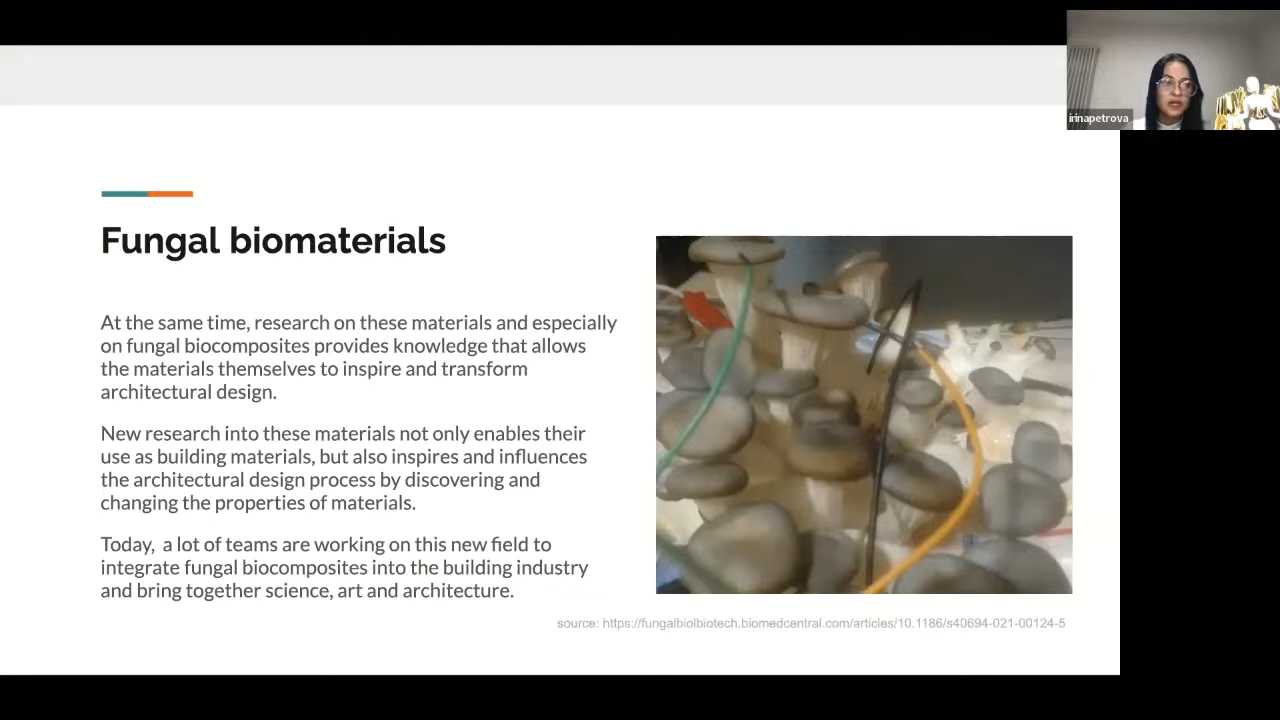 irinapetrova
Fungal biomaterials
At the same time, research on these materials and especially
on fungal biocomposites provides knowledge that allows
the materials themselves to inspire and transform
architectural design.
New research into these materials not only enables their
use as building materials, but also inspires and influences
the architectural design process by discovering and
changing the properties of materials.
Today, a lot of teams are working on this new field to
integrate fungal biocomposites into the building industry
and bring together science, art and architecture.
source: https://fungalbiolbiotech.biomedcentral.com/articles/10.1186/s40694-021-00124-5